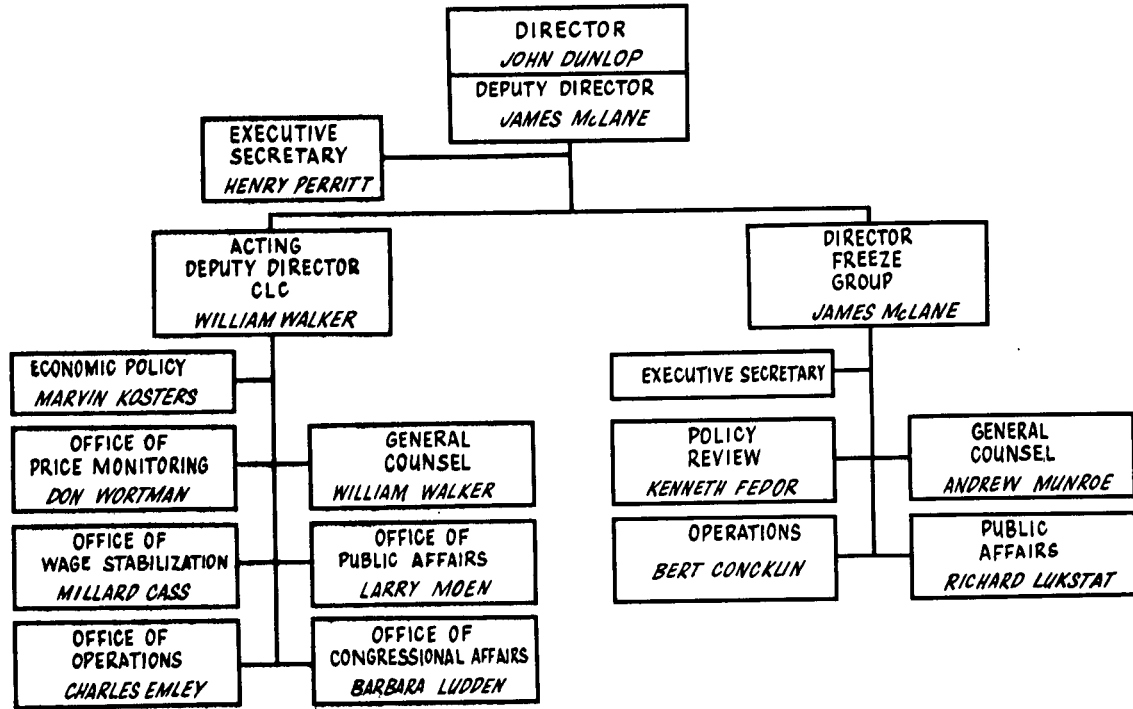 DIRECTOR
JOHN DUNLOP
DEPUTY DIRECTOR
JAMES McLANE
EXECUTIVE
SECRETARY
HENRY PERRITT
ACTING
DEPUTY DIRECTOR
CLC
WILLIAM WALKER
DIRECTOR
FREEZE
GROUP
JAMES McLANE
ECONOMIC POLICY
MARVIN KOSTERS
OFFICE OF
PRICE MONITORING
DON WORTMAN
GENERAL
COUNSEL
WILLIAM WALKER
OFFICE OF
WAGE STABILIZATION
MILLARD CASS
OFFICE OF
PUBLIC AFFAIRS
LARRY MOEN
OFFICE OF
OPERATIONS
CHARLES EMLEY
OFFICE OF
CONGRESSIONAL AFFAIRS
BARBARA LUDDEN
EXECUTIVE SECRETARY
POLICY
REVIEW
KENNETH FEDOR
GENERAL
COUNSEL
ANDREW MUNROE
OPERATIONS
BERT CONCKLIN
PUBLIC
AFFAIRS
RICHARD LUKSTAT